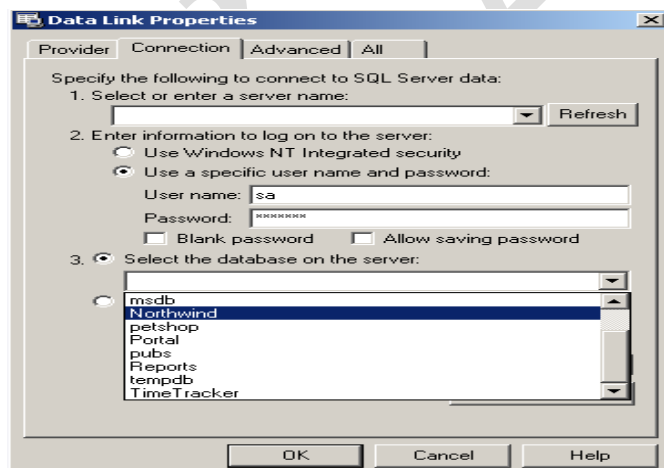 Data Link Properties
Provider Connection Advanced All
Specify the following to connect to SQL Server data:
1. Select or enter a server name:
Refresh
2. Enter information to log on to the server:
Use Windows NT Integrated security
Use a specific user name and password:
User name: sa
Password: *******
Blank password Allow saving password
3. Select the database on the server:
msdb
Northwind
petshop
Portal
pubs
Reports
tempdb
TimeTracker
OK Cancel Help